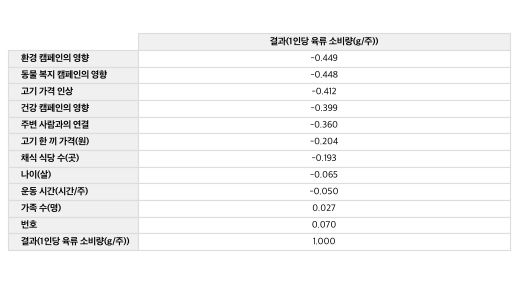 결과(1인당 육류 소비량(g/주))
환경 캠페인의 영향 -0.449
동물 복지 캠페인의 영향 -0.448
고기 가격 인상 -0.412
건강 캠페인의 영향 -0.399
주변 사람과의 연결 -0.360
고기 한 끼 가격(원) -0.204
채식 식당 수(곳) -0.193
나이(살) -0.065
운동 시간(시간/주) -0.050
가족 수(명) 0.027
번호 0.070
결과(1인당 육류 소비량(g/주)) 1.000